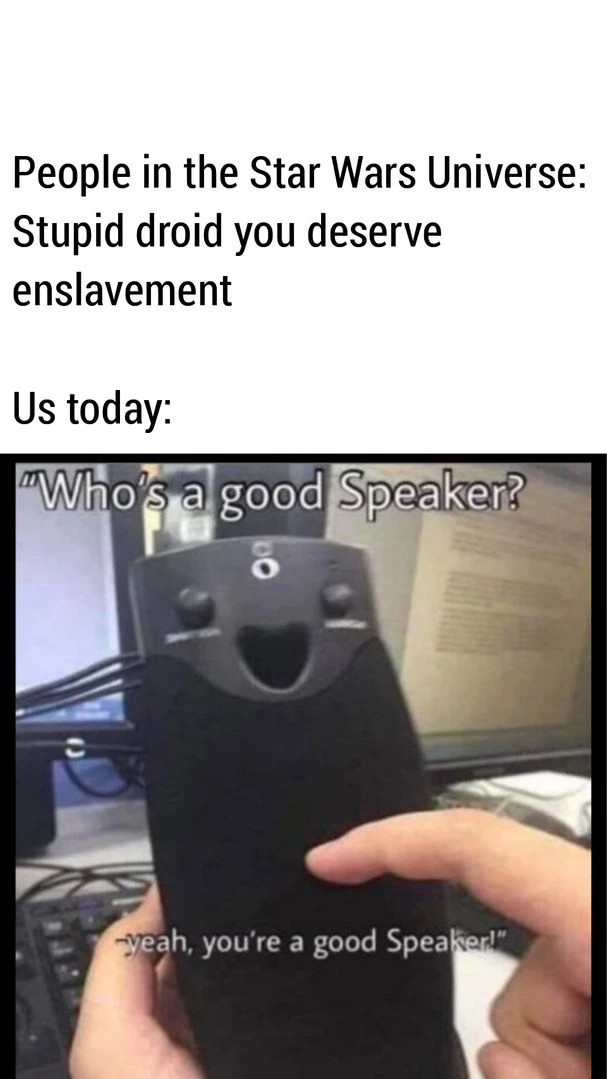 People in the Star Wars Universe:
Stupid droid you deserve
enslavement
Us today:
"Who's a good Speaker?
-yeah, you're a good Speaker!"